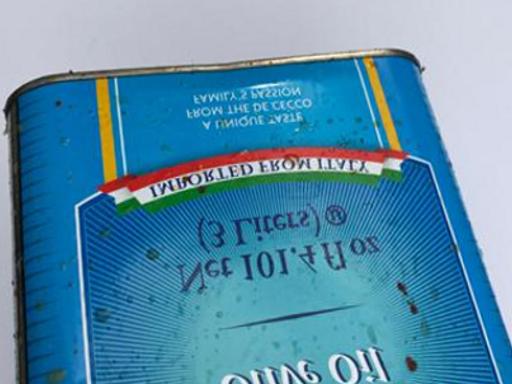 Olive Oil
Net 101.4 fl oz
(3 Liters)
IMPORTED FROM ITALY
A UNIQUE TASTE
FROM THE DE CECCO
FAMILY'S PASSION